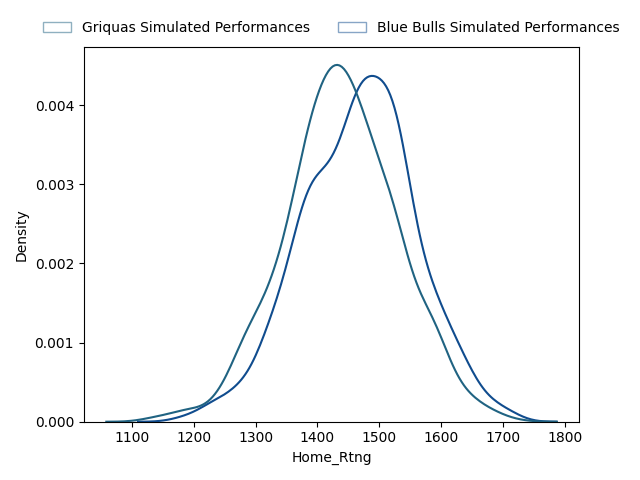 Griquas Simulated Performances Blue Bulls Simulated Performances
0.004
0.003
0.002
0.001
0.000
Density
1100 1200 1300 1400 1500 1600 1700 1800
Home_Rtng